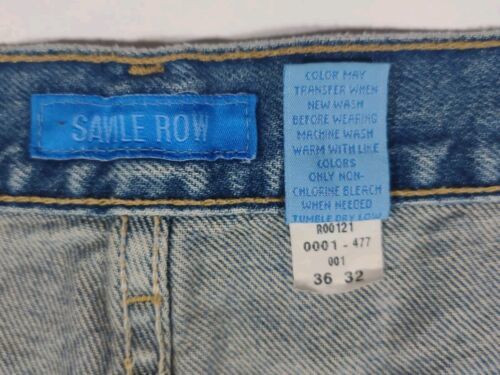 SAVILE ROW
COLOR MAY
TRANSFER WHEN
NEW WASH
BEFORE WEARING
MACHINE WASH
WARM WITH LIKE
COLORS
ONLY NON-
CHLORINE BLEACH
WHEN NEEDED
TUMBLE DRY LOW
R00121
0001 - 477
001
36 32